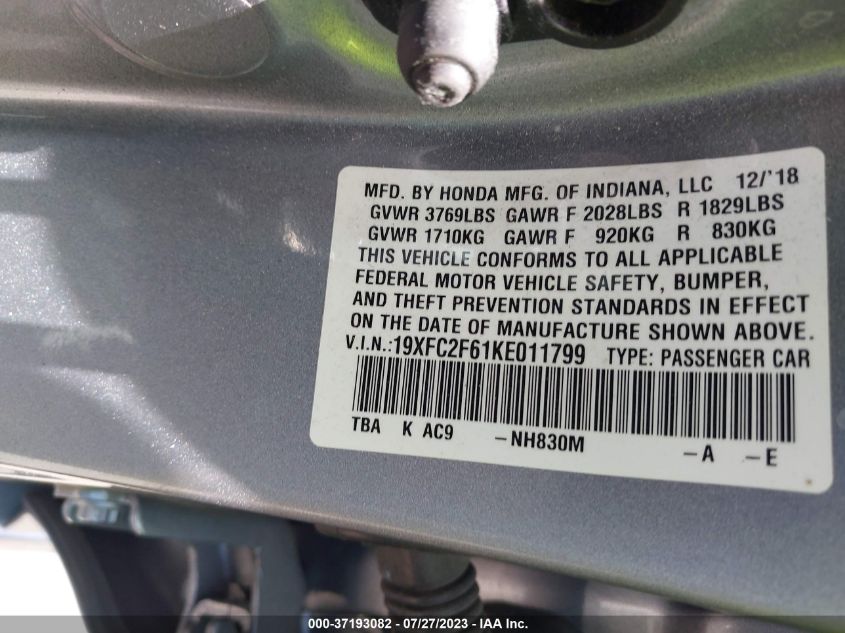 MFD. BY HONDA MFG. OF INDIANA, LLC 12/'18
GVWR 3769LBS GAWR F 2028LBS R 1829LBS
GVWR 1710KG GAWR F 920KG R 830KG
THIS VEHICLE CONFORMS TO ALL APPLICABLE
FEDERAL MOTOR VEHICLE SAFETY, BUMPER,
AND THEFT PREVENTION STANDARDS IN EFFECT
ON THE DATE OF MANUFACTURE SHOWN ABOVE.
V.I.N.:19XFC2F61KE011799 TYPE: PASSENGER CAR
TBA K AC9 -NH830M -A -E
000-37193082 / 07/27/2023 - IAA Inc.